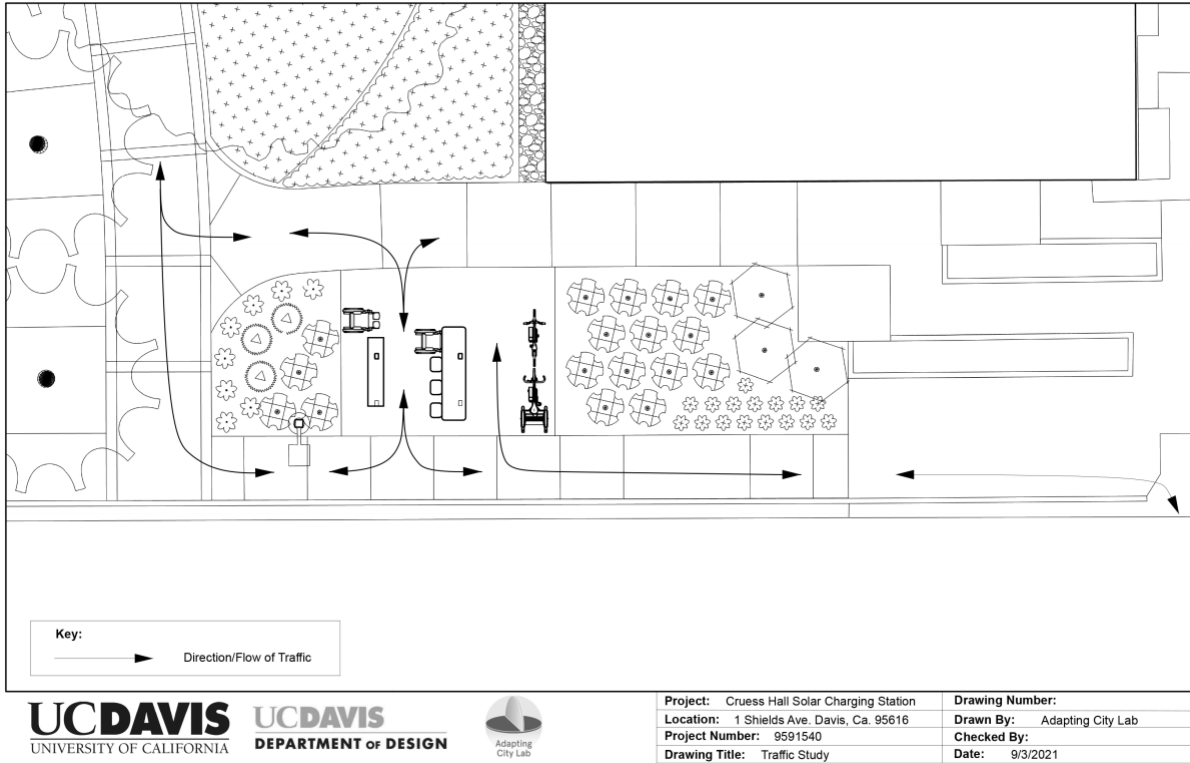 Key:
Direction/Flow of Traffic
UCDAVIS
UNIVERSITY OF CALIFORNIA
UCDAVIS
DEPARTMENT OF DESIGN
Adapting
City Lab
Project: Cruess Hall Solar Charging Station
Location: 1 Shields Ave. Davis, Ca. 95616
Project Number: 9591540
Drawing Title: Traffic Study
Drawing Number:
Drawn By: Adapting City Lab
Checked By:
Date: 9/3/2021